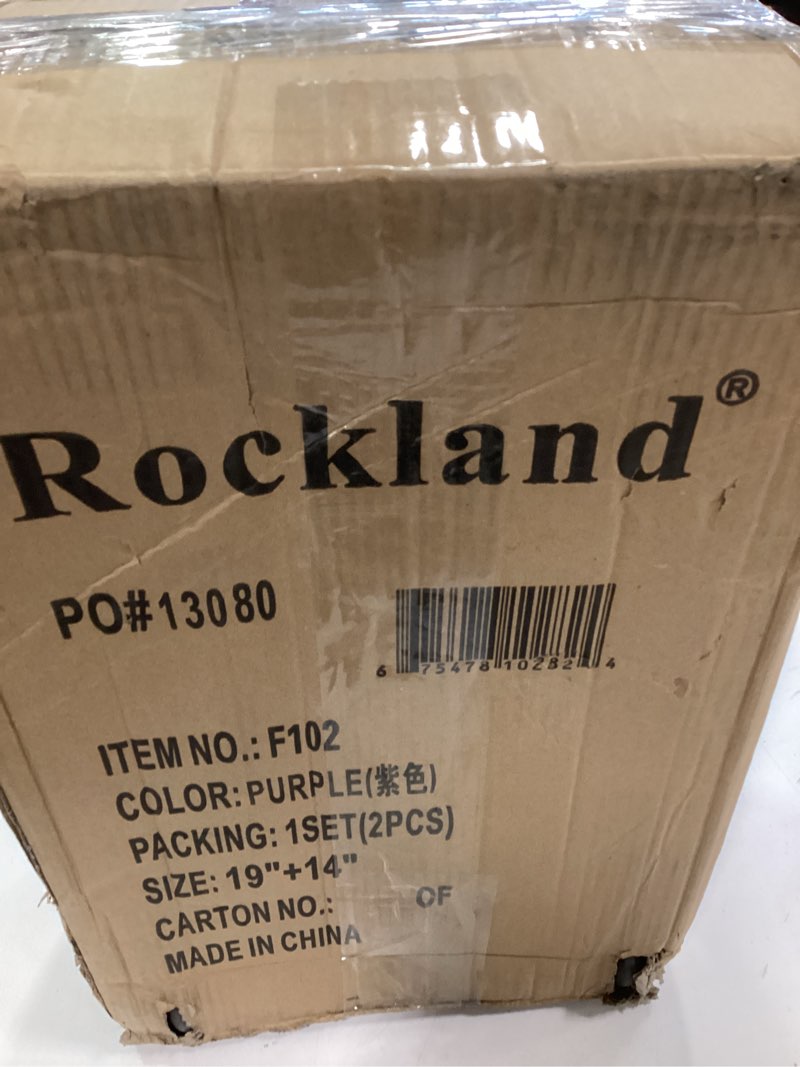 Rockland®
PO#13080
6 75478 10282 4
ITEM NO.: F102
COLOR: PURPLE(紫色)
PACKING: 1SET(2PCS)
SIZE: 19"+14"
CARTON NO.: OF
MADE IN CHINA